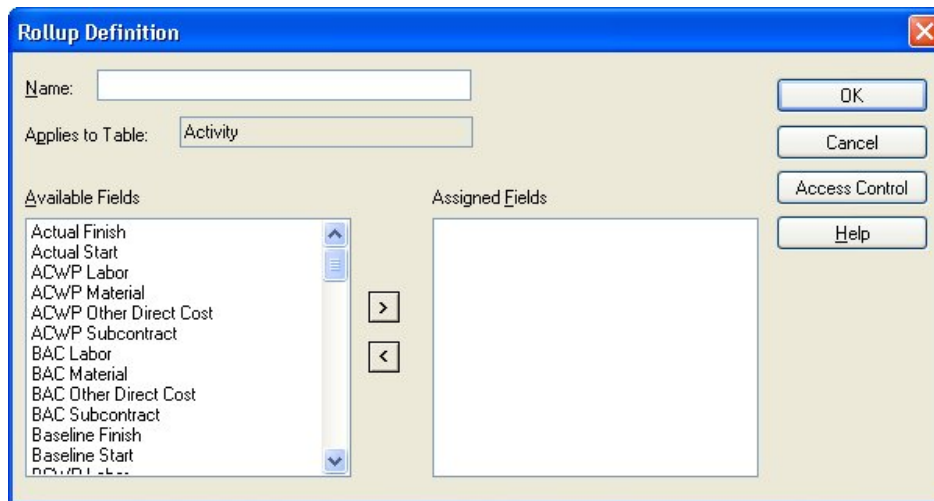 Rollup Definition
Name:
OK
Applies to Table: Activity
Cancel
Access Control
Help
Available Fields
Assigned Fields
Actual Finish
Actual Start
ACWP Labor
ACWP Material
ACWP Other Direct Cost
ACWP Subcontract
BAC Labor
BAC Material
BAC Other Direct Cost
BAC Subcontract
Baseline Finish
Baseline Start
>
<